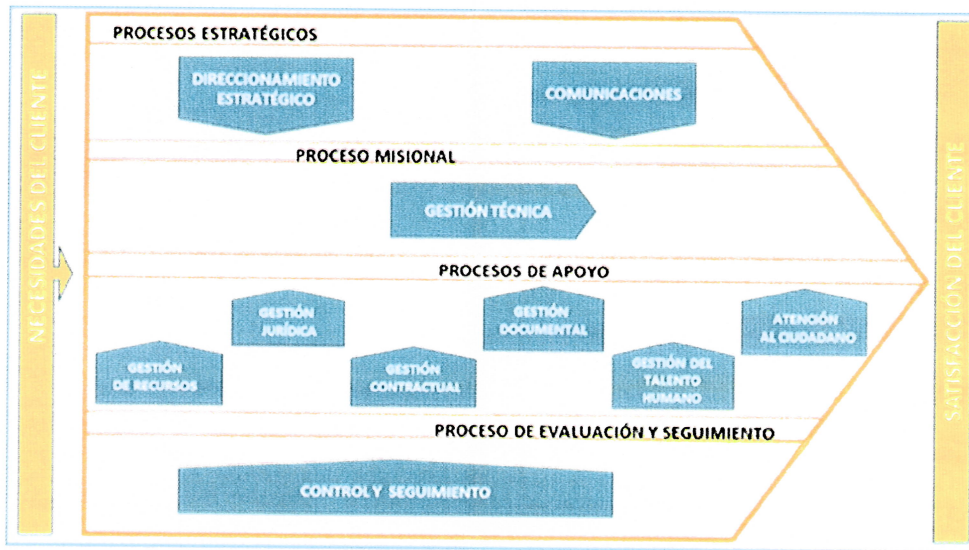 NECESIDADES DEL CLIENTE
PROCESOS ESTRATÉGICOS
DIRECCIONAMIENTO
ESTRATÉGICO
COMUNICACIONES
PROCESO MISIONAL
GESTIÓN TÉCNICA
PROCESOS DE APOYO
GESTIÓN
DE RECURSOS
GESTIÓN
JURÍDICA
GESTIÓN
CONTRACTUAL
GESTIÓN
DOCUMENTAL
GESTIÓN DEL
TALENTO
HUMANO
ATENCIÓN
AL CIUDADANO
PROCESO DE EVALUACIÓN Y SEGUIMIENTO
CONTROL Y SEGUIMIENTO
SATISFACCIÓN DEL CLIENTE